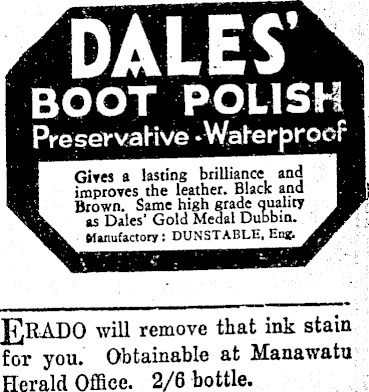 DALES'
BOOT POLISH
Preservative - Waterproof
Gives a lasting brilliance and
improves the leather. Black and
Brown. Same high grade quality
as Dales' Gold Medal Dubbin.
Manufactory: DUNSTABLE, Eng.
ERADO will remove that ink stain
for you. Obtainable at Manawatu
Herald Office. 2/6 bottle.